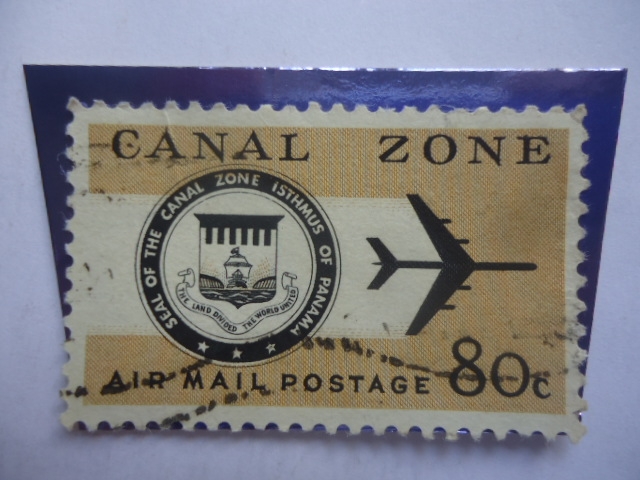 CANAL ZONE
SEAL OF THE CANAL ZONE ISTHMUS OF PANAMA
THE LAND DIVIDED THE WORLD UNITED
AIR MAIL POSTAGE 80c